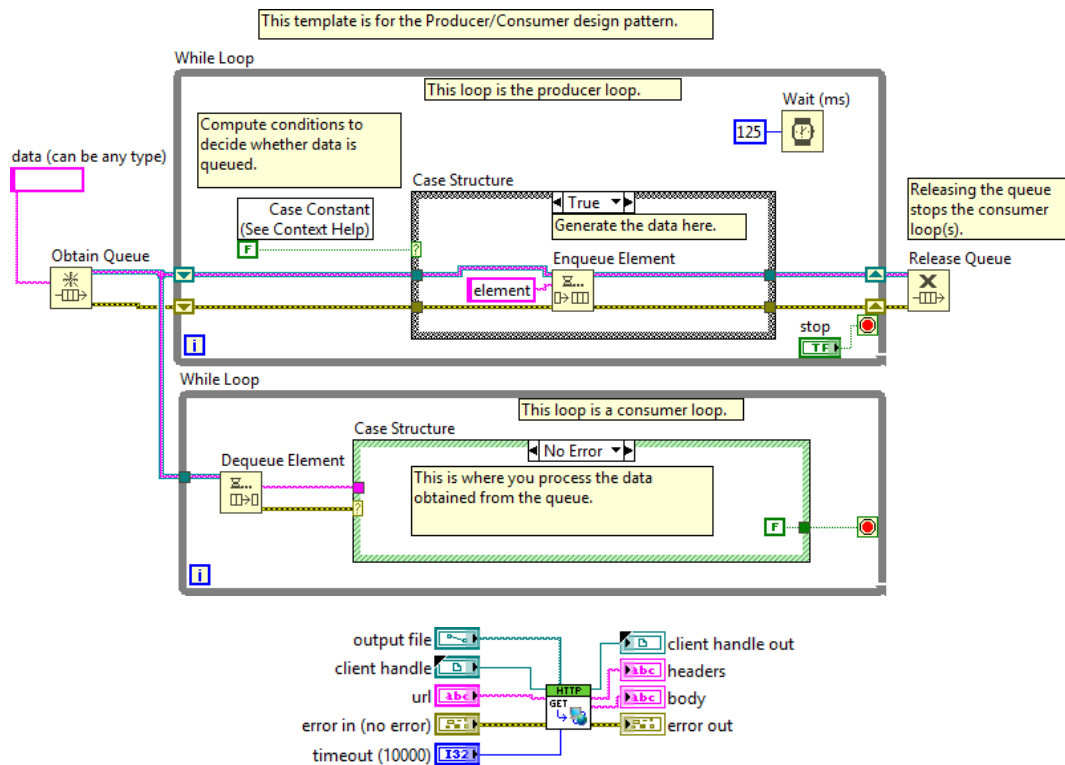 This template is for the Producer/Consumer design pattern.
While Loop
This loop is the producer loop.
Wait (ms)
125
Compute conditions to
decide whether data is
queued.
data (can be any type)
Case Structure
True
Generate the data here.
Case Constant
(See Context Help)
F
?
Releasing the queue
stops the consumer
loop(s).
Obtain Queue
Enqueue Element
element
Release Queue
stop
TF
i
While Loop
This loop is a consumer loop.
Case Structure
No Error
Dequeue Element
This is where you process the data
obtained from the queue.
?
F
i
output file
client handle
url
abc
error in (no error)
timeout (10000)
I32
HTTP
GET
client handle out
headers
abc
body
abc
error out